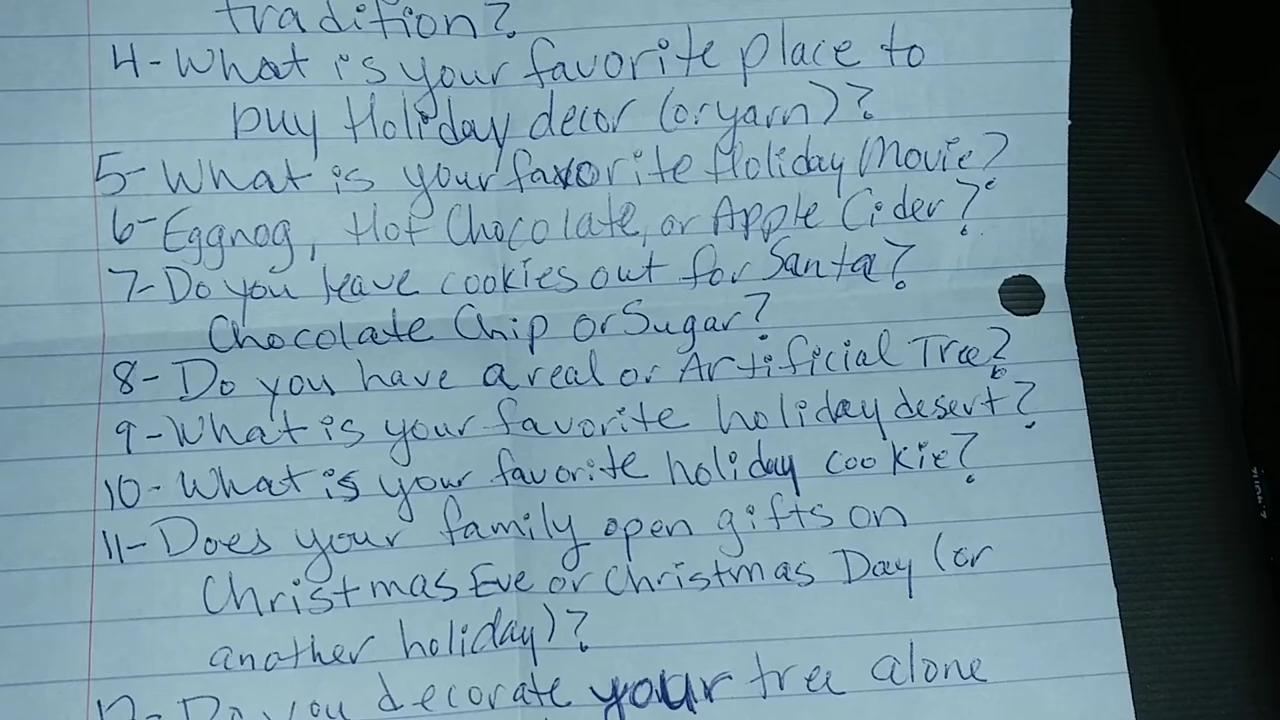 tradition?
4-What is your favorite place to
buy Holiday decor (or yarn)?
5-What is your favorite Holiday Movie?
6-Eggnog, Hot Chocolate, or Apple Cider?
7-Do you leave cookies out for Santa?
Chocolate Chip or Sugar?
8-Do you have a real or Artificial Tree?
9-What is your favorite holiday desert?
10-What is your favorite holiday cookie?
11-Does your family open gifts on
Christmas Eve or Christmas Day (or
another holiday)?
12-Do you decorate your tree alone